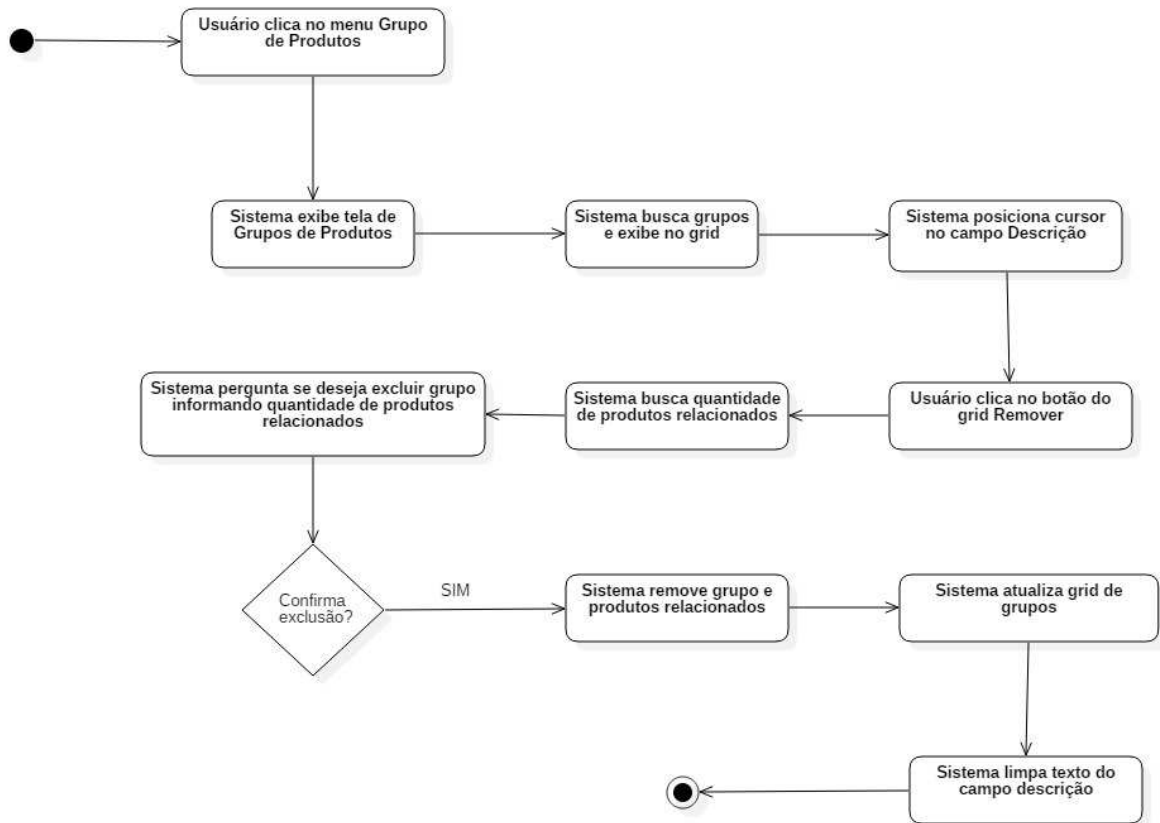 Usuário clica no menu Grupo
de Produtos
Sistema exibe tela de
Grupos de Produtos
Sistema busca grupos
e exibe no grid
Sistema posiciona cursor
no campo Descrição
Usuário clica no botão do
grid Remover
Sistema busca quantidade
de produtos relacionados
Sistema pergunta se deseja excluir grupo
informando quantidade de produtos
relacionados
Confirma
exclusão?
SIM
Sistema remove grupo e
produtos relacionados
Sistema atualiza grid de
grupos
Sistema limpa texto do
campo descrição